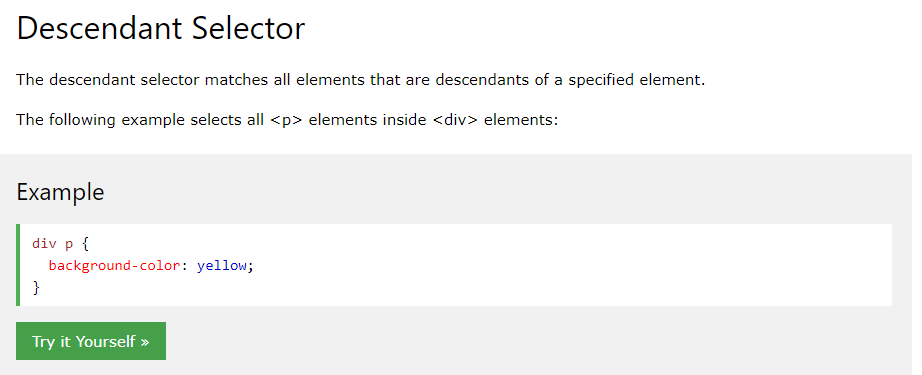 Descendant Selector
The descendant selector matches all elements that are descendants of a specified element.
The following example selects all <p> elements inside <div> elements:
Example
div p {
  background-color: yellow;
}
Try it Yourself »